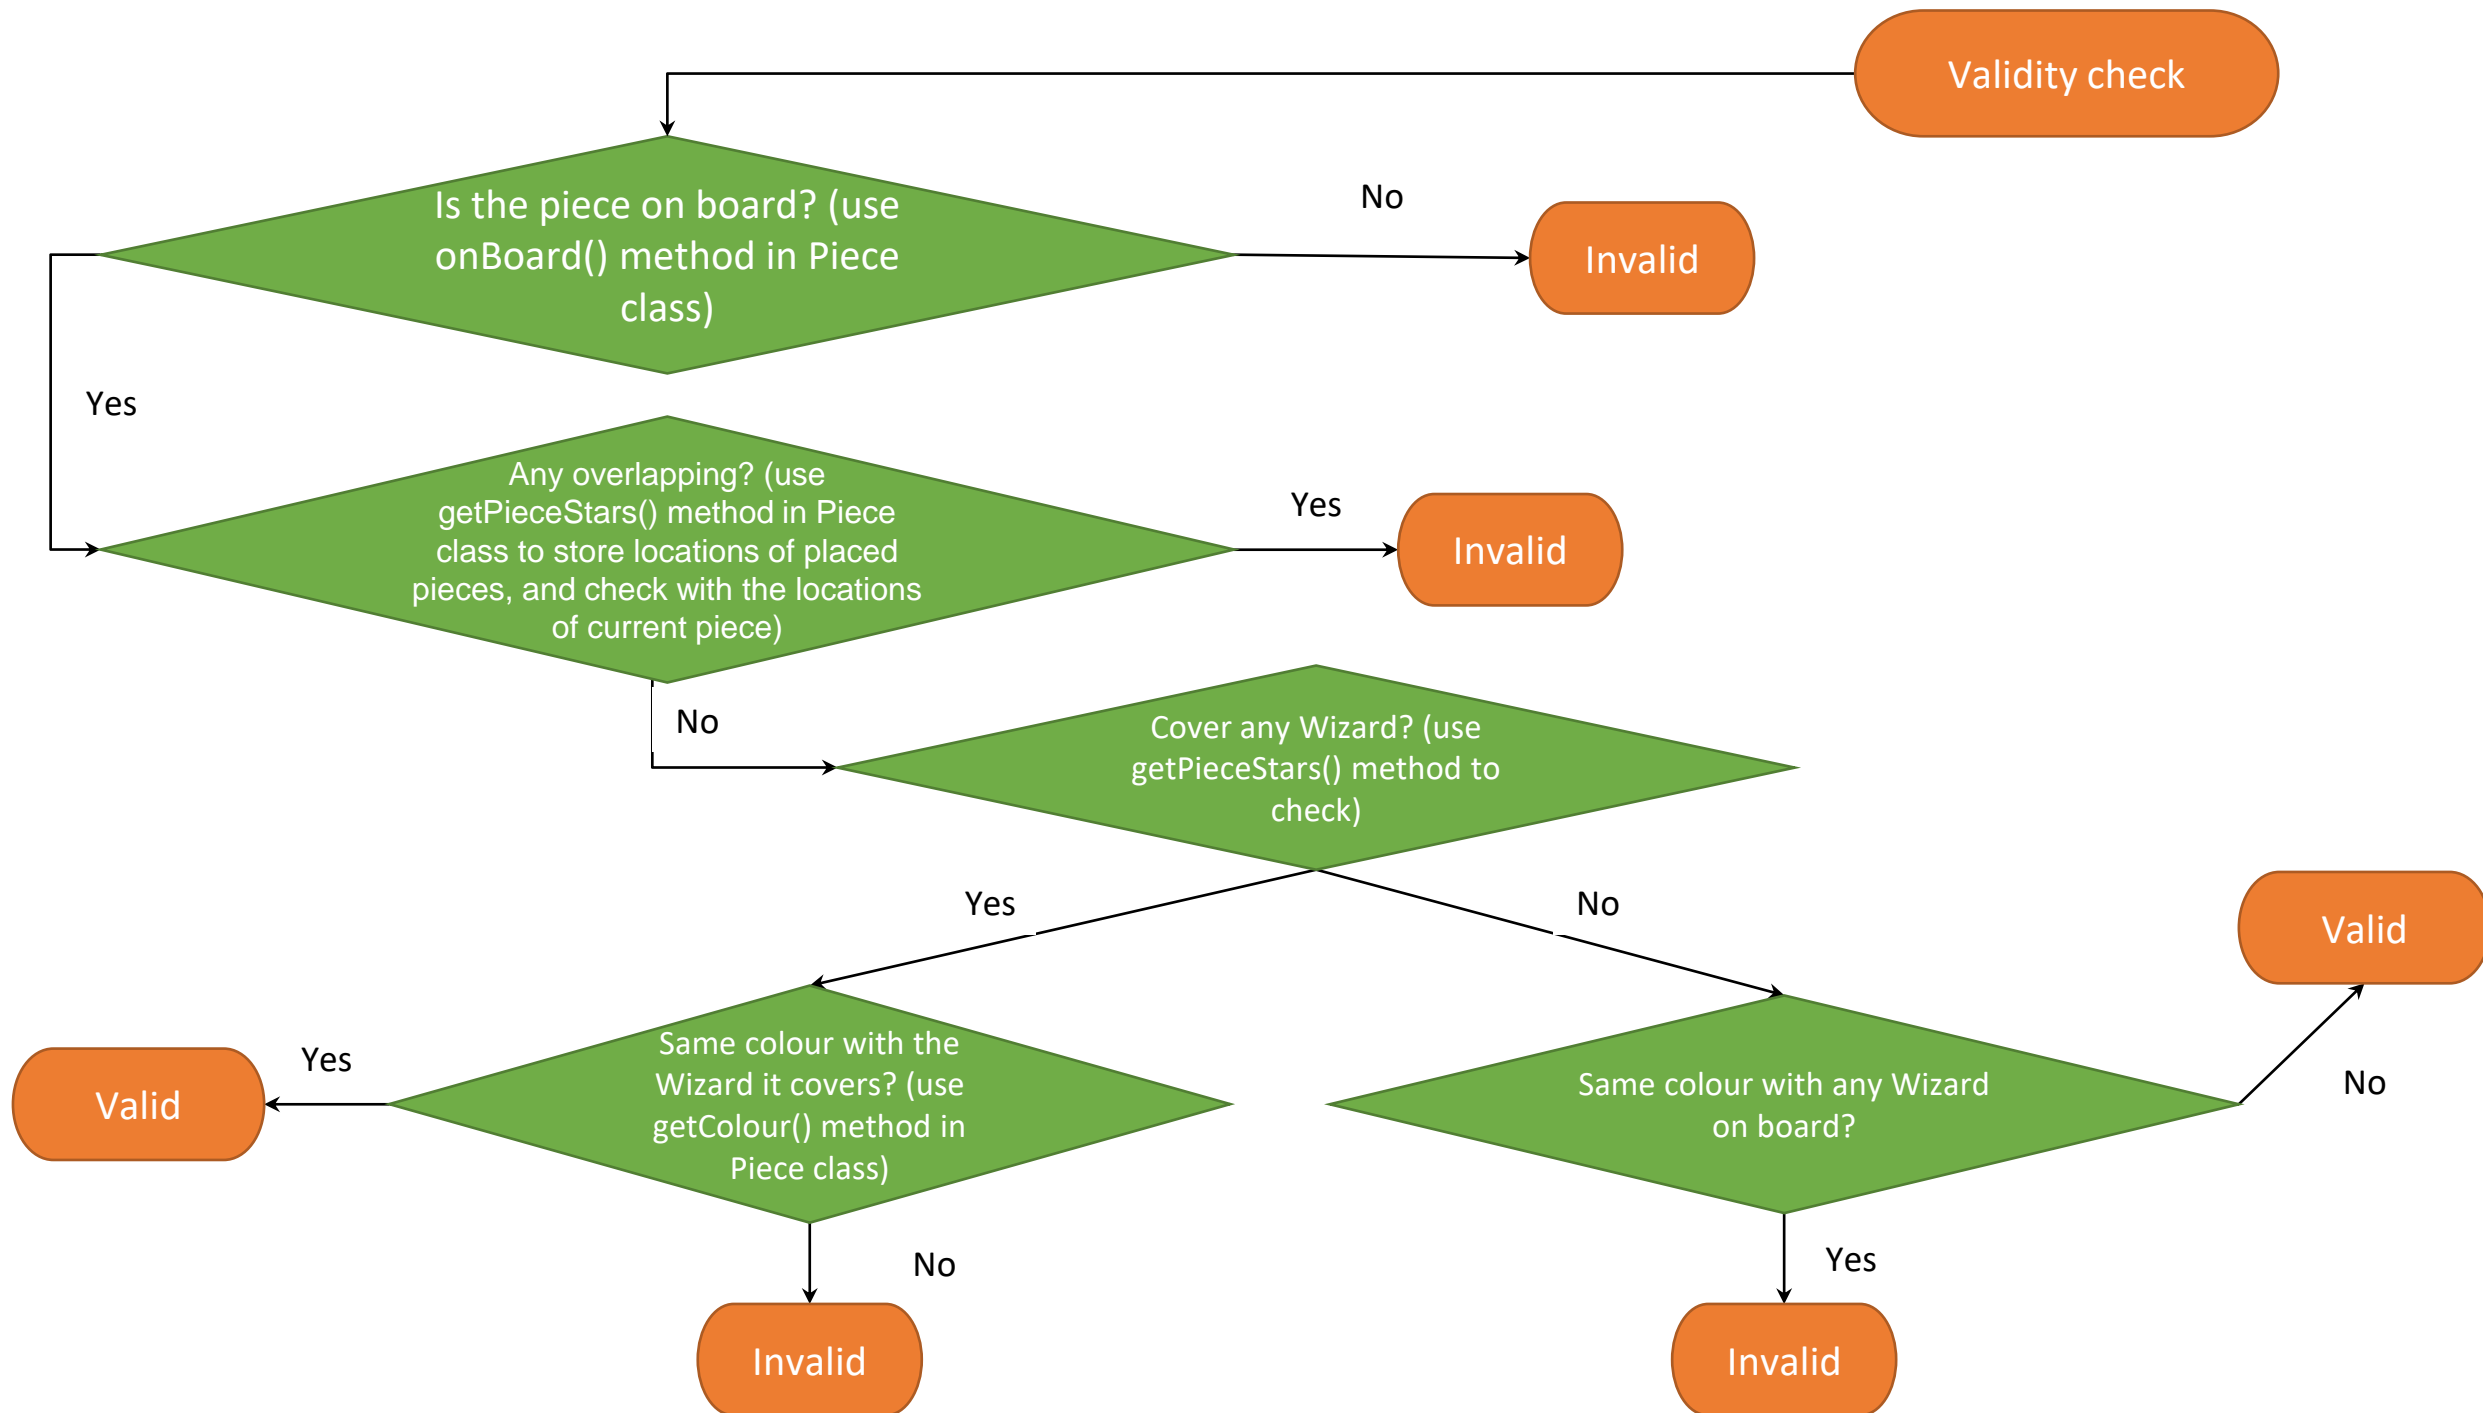 Validity check
Is the piece on board? (use
onBoard() method in Piece
class)
No
Invalid
Yes
Any overlapping? (use
getPieceStars() method in Piece
class to store locations of placed
pieces, and check with the locations
of current piece)
Yes
Invalid
No
Cover any Wizard? (use
getPieceStars() method to
check)
Yes
No
Valid
Same colour with the
Wizard it covers? (use
getColour() method in
Piece class)
Yes
Valid
Same colour with any Wizard
on board?
No
No
Invalid
Yes
Invalid